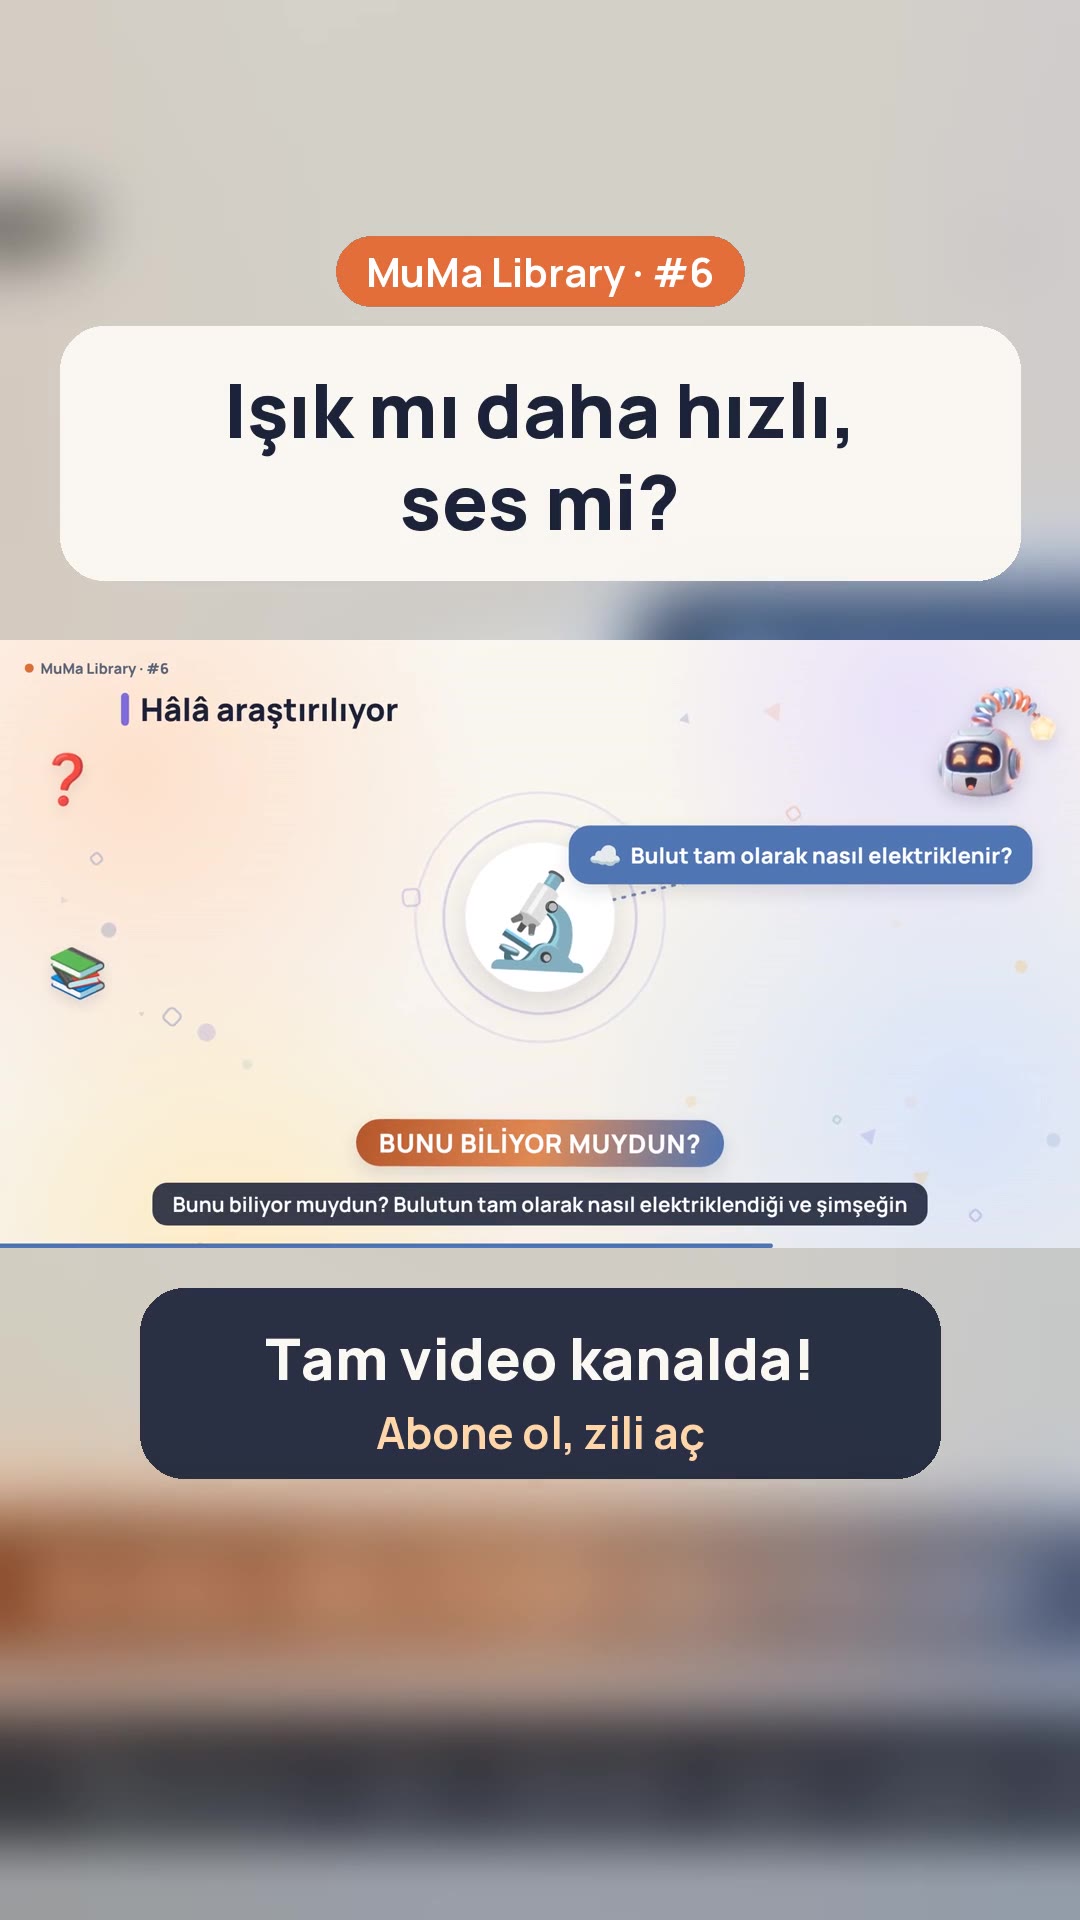 MuMa Library · #6
Işık mı daha hızlı,
ses mi?
MuMa Library · #6
Hâlâ araştırılıyor
Bulut tam olarak nasıl elektriklenir?
BUNU BİLİYOR MUYDUN?
Bunu biliyor muydun? Bulutun tam olarak nasıl elektriklendiği ve şimşeğin
Tam video kanalda!
Abone ol, zili aç